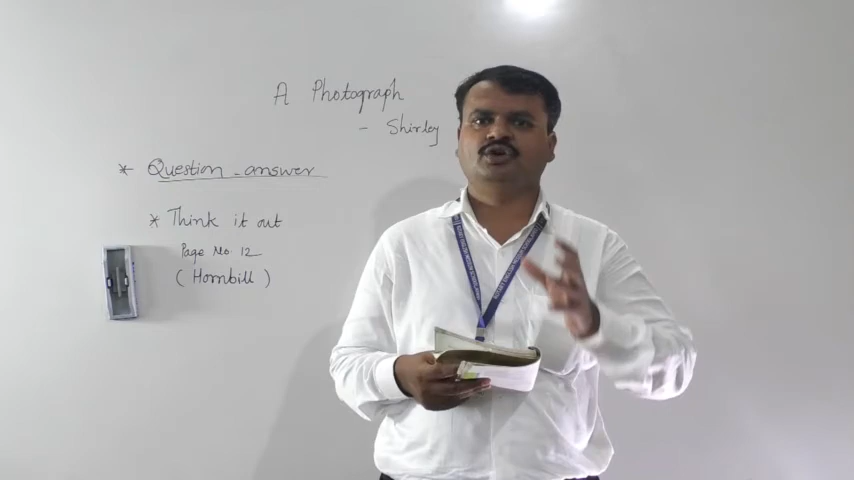 A Photograph
- Shirley
* Question-answer
* Think it out
Page No. 12
(Hornbill)